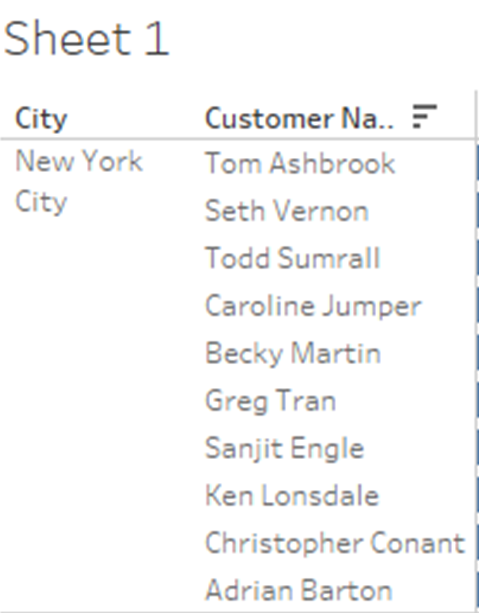 Sheet 1
City Customer Na..
New York Tom Ashbrook
City
Seth Vernon
Todd Sumrall
Caroline Jumper
Becky Martin
Greg Tran
Sanjit Engle
Ken Lonsdale
Christopher Conant
Adrian Barton